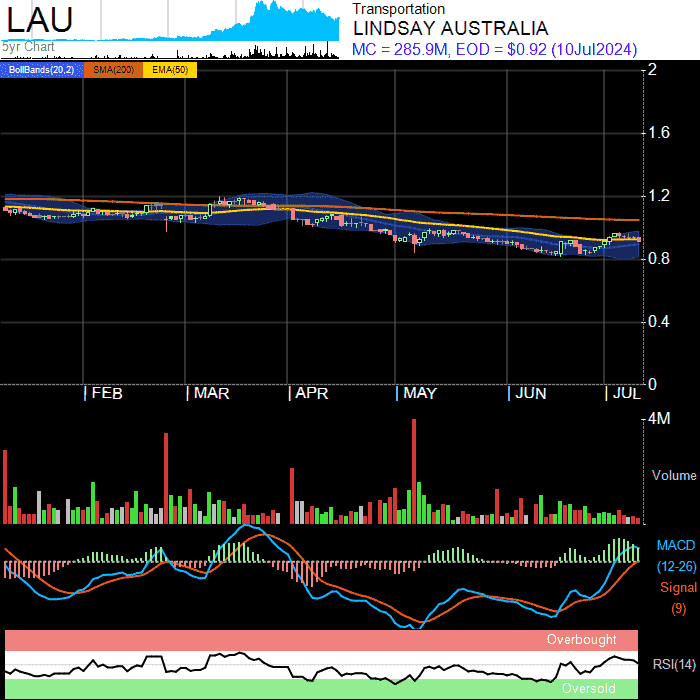 LAU
5yr Chart
Transportation
LINDSAY AUSTRALIA
MC = 285.9M, EOD = $0.92 (10Jul2024)
BollBands(20,2) SMA(200) EMA(50)
2
1.6
1.2
0.8
0.4
0
FEB MAR APR MAY JUN JUL
4M
Volume
MACD
(12-26)
Signal
(9)
Overbought
RSI(14)
Oversold